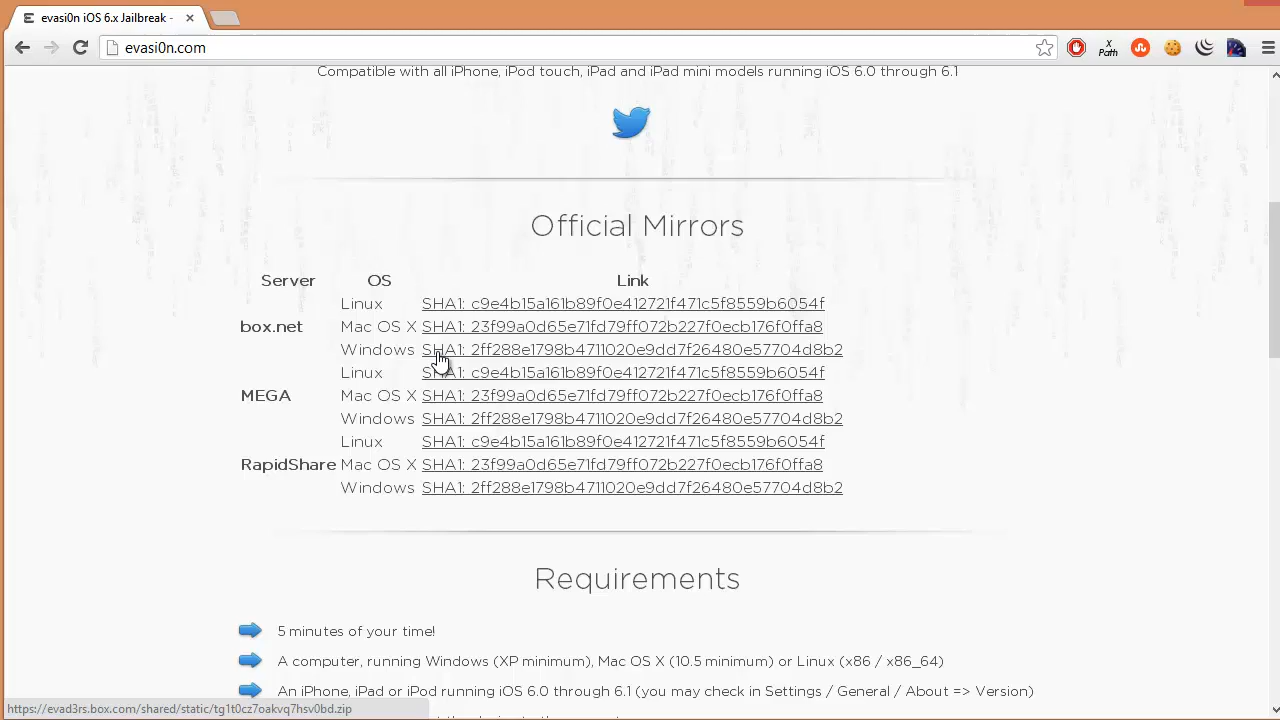 evasi0n iOS 6.x Jailbreak -
evasi0n.com
X Path
Compatible with all iPhone, iPod touch, iPad and iPad mini models running iOS 6.0 through 6.1
Official Mirrors
Server OS Link
Linux SHA1: c9e4b15a161b89f0e412721f471c5f8559b6054f
box.net Mac OS X SHA1: 23f99a0d65e71fd79ff072b227f0ecb176f0ffa8
Windows SHA1: 2ff288e1798b4711020e9dd7f26480e57704d8b2
Linux SHA1: c9e4b15a161b89f0e412721f471c5f8559b6054f
MEGA Mac OS X SHA1: 23f99a0d65e71fd79ff072b227f0ecb176f0ffa8
Windows SHA1: 2ff288e1798b4711020e9dd7f26480e57704d8b2
Linux SHA1: c9e4b15a161b89f0e412721f471c5f8559b6054f
RapidShare Mac OS X SHA1: 23f99a0d65e71fd79ff072b227f0ecb176f0ffa8
Windows SHA1: 2ff288e1798b4711020e9dd7f26480e57704d8b2
Requirements
5 minutes of your time!
A computer, running Windows (XP minimum), Mac OS X (10.5 minimum) or Linux (x86 / x86_64)
An iPhone, iPad or iPod running iOS 6.0 through 6.1 (you may check in Settings / General / About => Version)
https://evad3rs.box.com/shared/static/tg1t0cz7oakvq7hsv0bd.zip